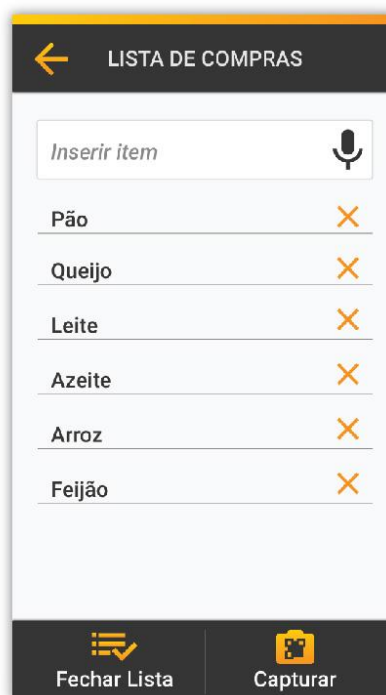 LISTA DE COMPRAS
Inserir item
Pão
Queijo
Leite
Azeite
Arroz
Feijão
Fechar Lista
Capturar